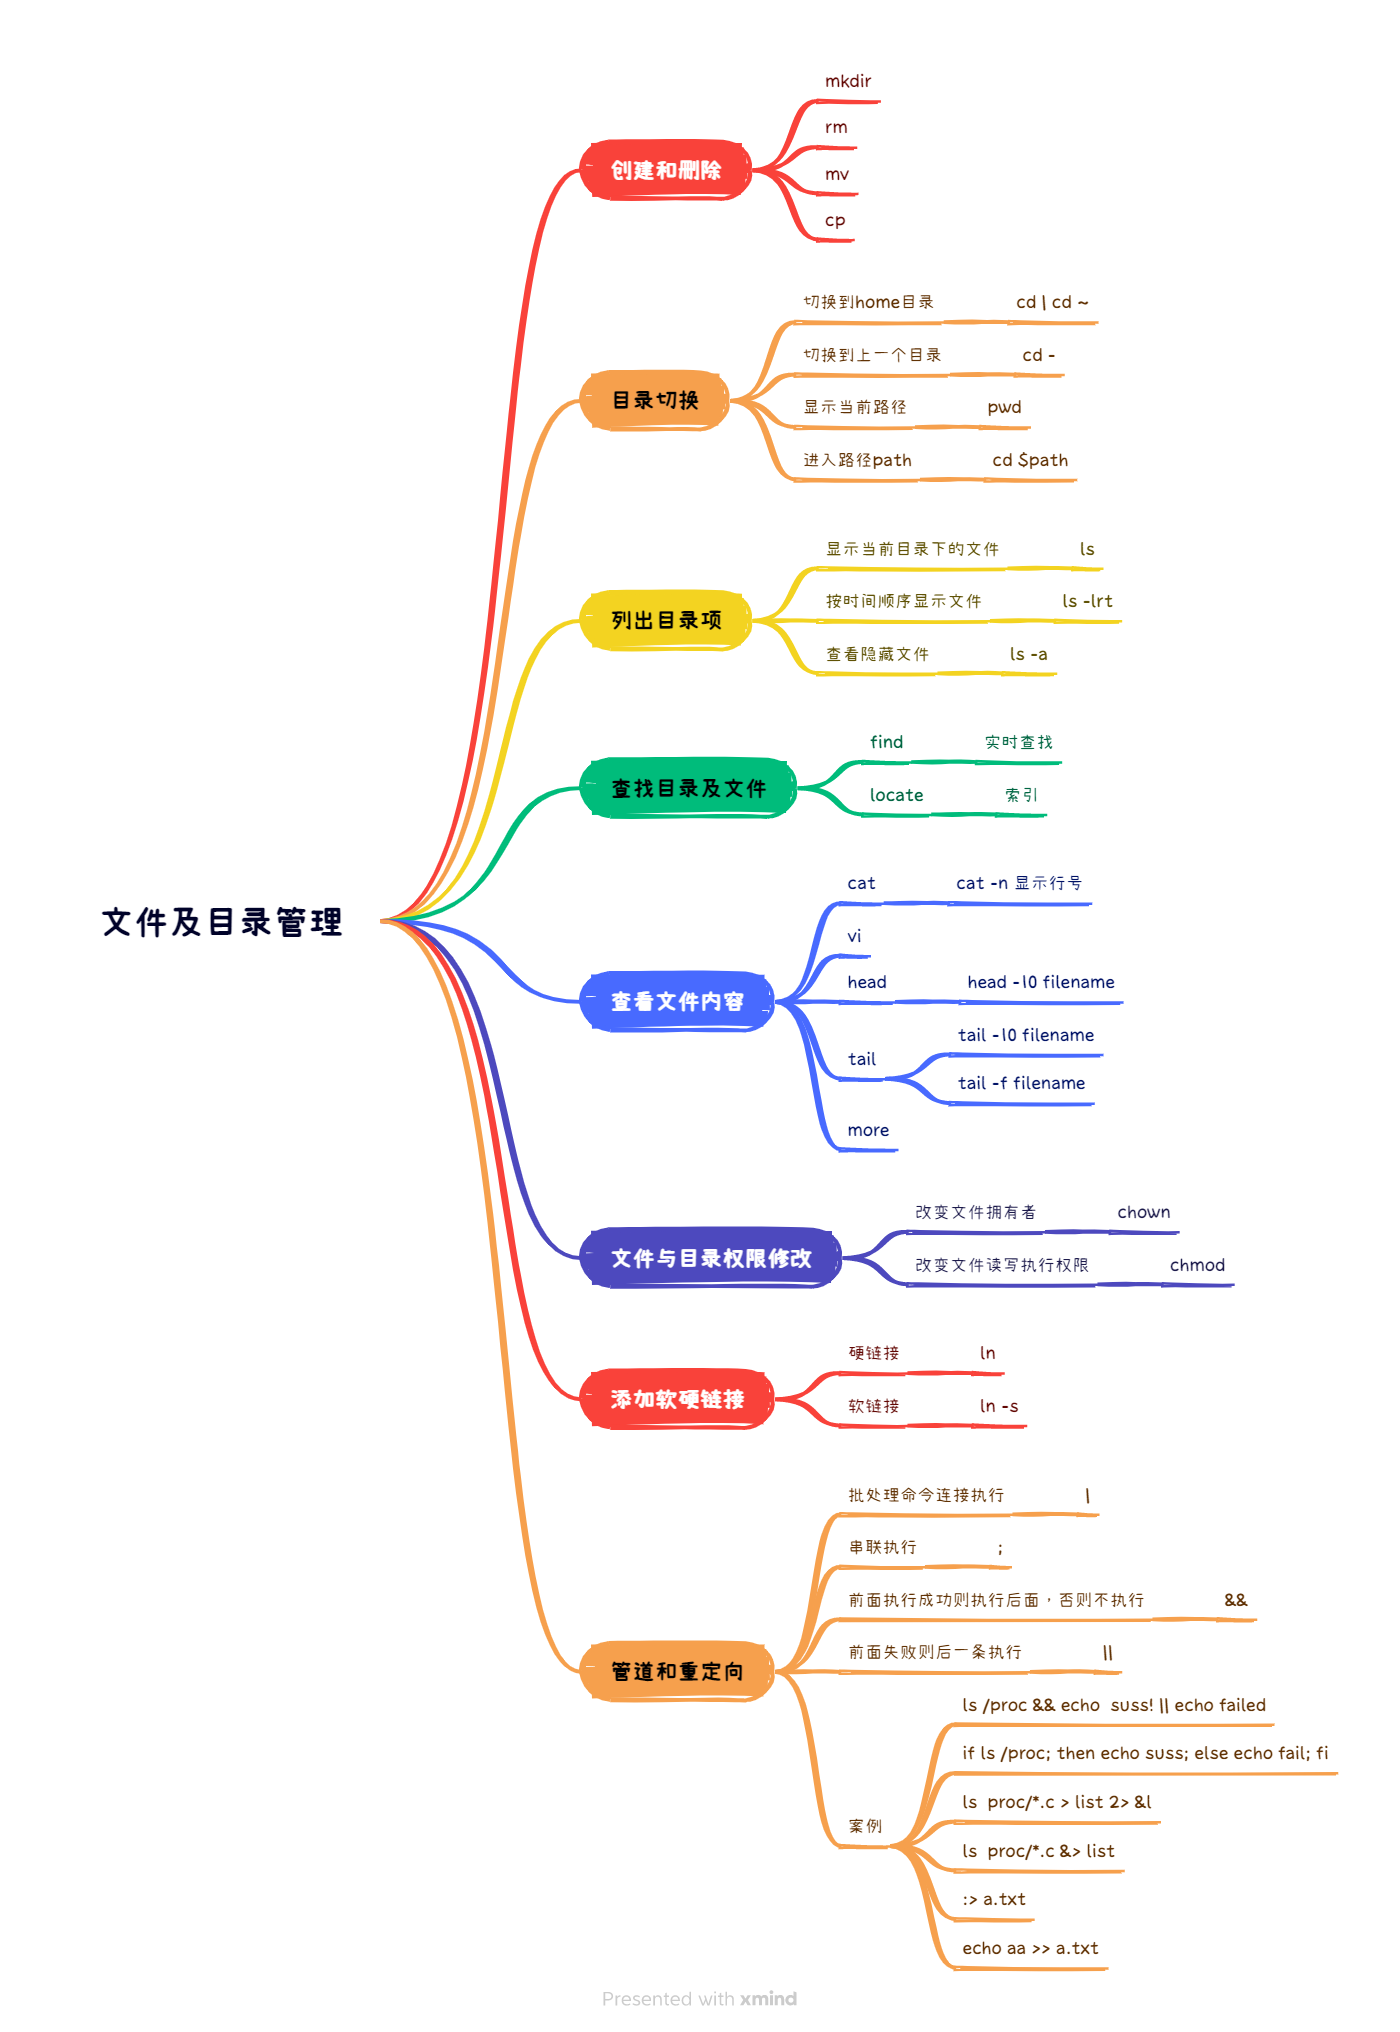 文件及目录管理
创建和删除
mkdir
rm
mv
cp
目录切换
切换到home目录
cd | cd ~
切换到上一个目录
cd -
显示当前路径
pwd
进入路径path
cd $path
列出目录项
显示当前目录下的文件
ls
按时间顺序显示文件
ls -lrt
查看隐藏文件
ls -a
查找目录及文件
find
实时查找
locate
索引
查看文件内容
cat
cat -n 显示行号
vi
head
head -10 filename
tail
tail -10 filename
tail -f filename
more
文件与目录权限修改
改变文件拥有者
chown
改变文件读写执行权限
chmod
添加软硬链接
硬链接
ln
软链接
ln -s
管道和重定向
批处理命令连接执行
|
串联执行
;
前面执行成功则执行后面，否则不执行
&&
前面失败则后一条执行
||
案例
ls /proc && echo  suss! || echo failed
if ls /proc; then echo suss; else echo fail; fi
ls  proc/*.c > list 2> &l
ls  proc/*.c &> list
:> a.txt
echo aa >> a.txt
Presented with xmind